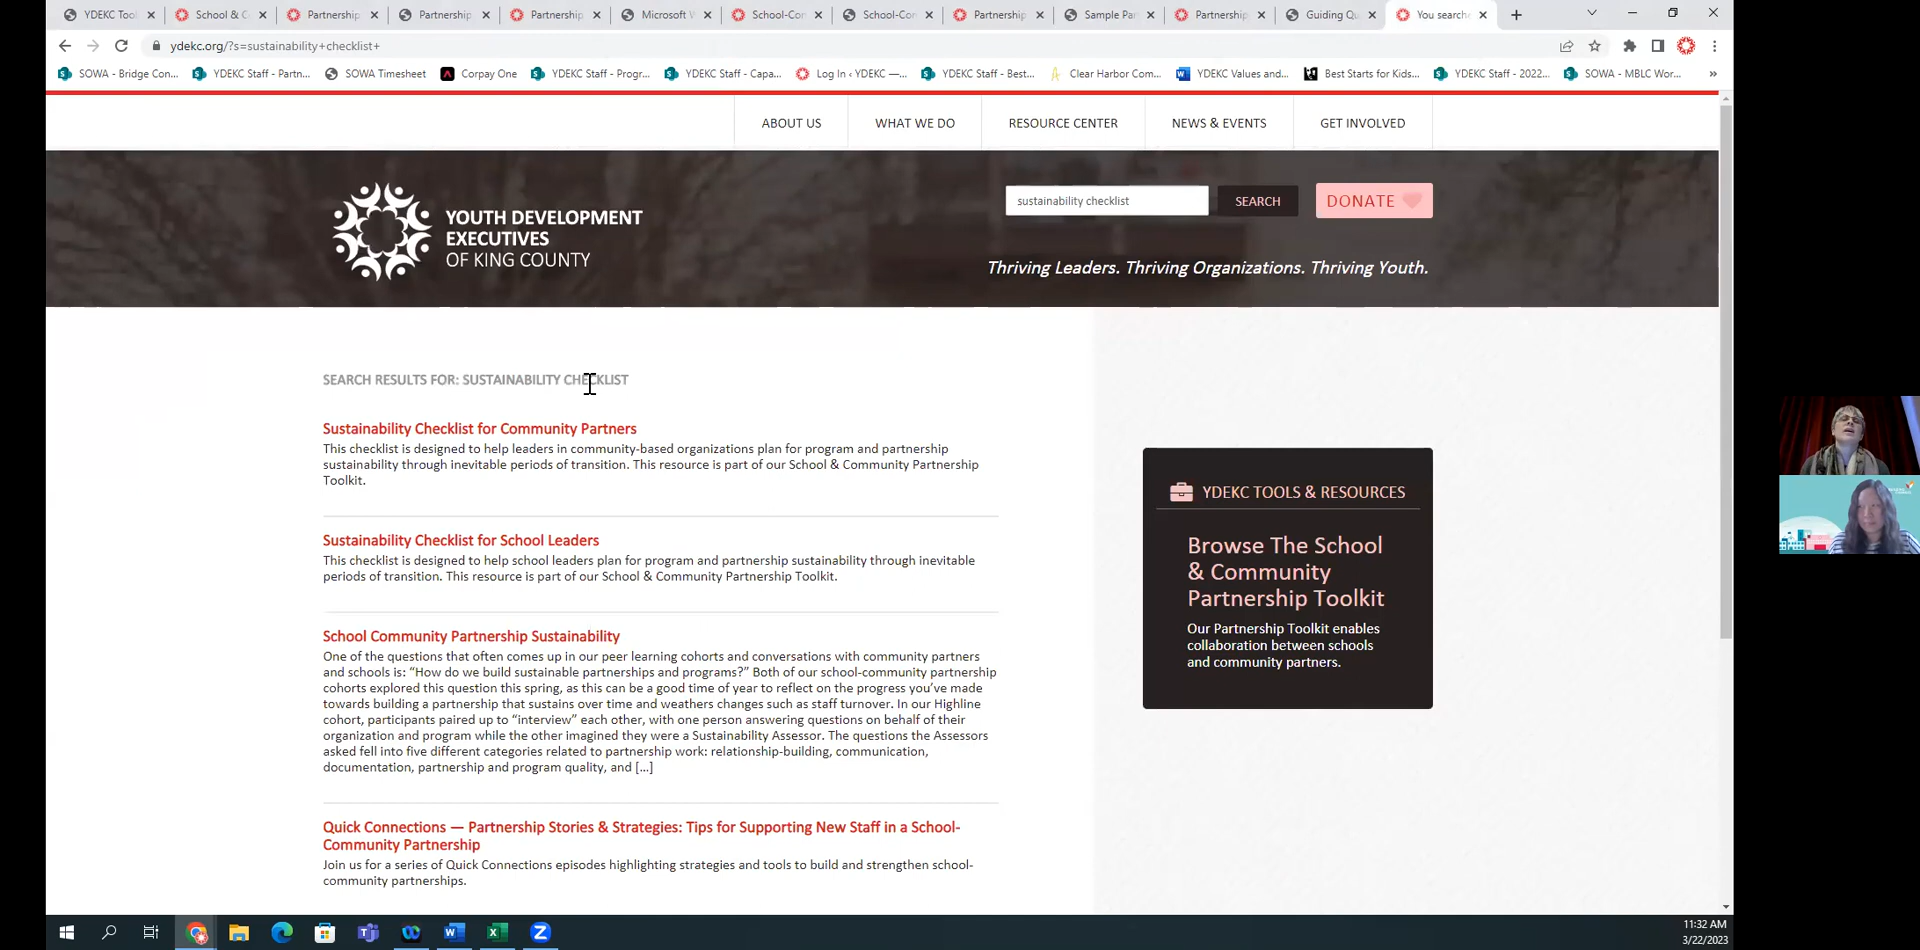 YDEKC Too
School & C
Partnership
Partnership
Partnership
Microsoft W
School-Con
School-Con
Partnership
Sample Pa
Partnership
Guiding Qu
You search
ydekc.org/?s=sustainability+checklist+
SOWA - Bridge Con...
YDEKC Staff - Partn...
SOWA Timesheet
Corpay One
YDEKC Staff - Progr...
YDEKC Staff - Capa...
Log In ‹ YDEKC —...
YDEKC Staff - Best...
Clear Harbor Com...
YDEKC Values and...
Best Starts for Kids...
YDEKC Staff - 2022...
SOWA - MBLC Wor...
»
ABOUT US
WHAT WE DO
RESOURCE CENTER
NEWS & EVENTS
GET INVOLVED
YOUTH DEVELOPMENT
EXECUTIVES
OF KING COUNTY
sustainability checklist
SEARCH
DONATE
Thriving Leaders. Thriving Organizations. Thriving Youth.
SEARCH RESULTS FOR: SUSTAINABILITY CHECKLIST
Sustainability Checklist for Community Partners
This checklist is designed to help leaders in community-based organizations plan for program and partnership
sustainability through inevitable periods of transition. This resource is part of our School & Community Partnership
Toolkit.
Sustainability Checklist for School Leaders
This checklist is designed to help school leaders plan for program and partnership sustainability through inevitable
periods of transition. This resource is part of our School & Community Partnership Toolkit.
School Community Partnership Sustainability
One of the questions that often comes up in our peer learning cohorts and conversations with community partners
and schools is: “How do we build sustainable partnerships and programs?” Both of our school-community partnership
cohorts explored this question this spring, as this can be a good time of year to reflect on the progress you’ve made
towards building a partnership that sustains over time and weathers changes such as staff turnover. In our Highline
cohort, participants paired up to “interview” each other, with one person answering questions on behalf of their
organization and program while the other imagined they were a Sustainability Assessor. The questions the Assessors
asked fell into five different categories related to partnership work: relationship-building, communication,
documentation, partnership and program quality, and [...]
Quick Connections — Partnership Stories & Strategies: Tips for Supporting New Staff in a School-
Community Partnership
Join us for a series of Quick Connections episodes highlighting strategies and tools to build and strengthen school-
community partnerships.
YDEKC TOOLS & RESOURCES
Browse The School
& Community
Partnership Toolkit
Our Partnership Toolkit enables
collaboration between schools
and community partners.
11:32 AM
3/22/2023